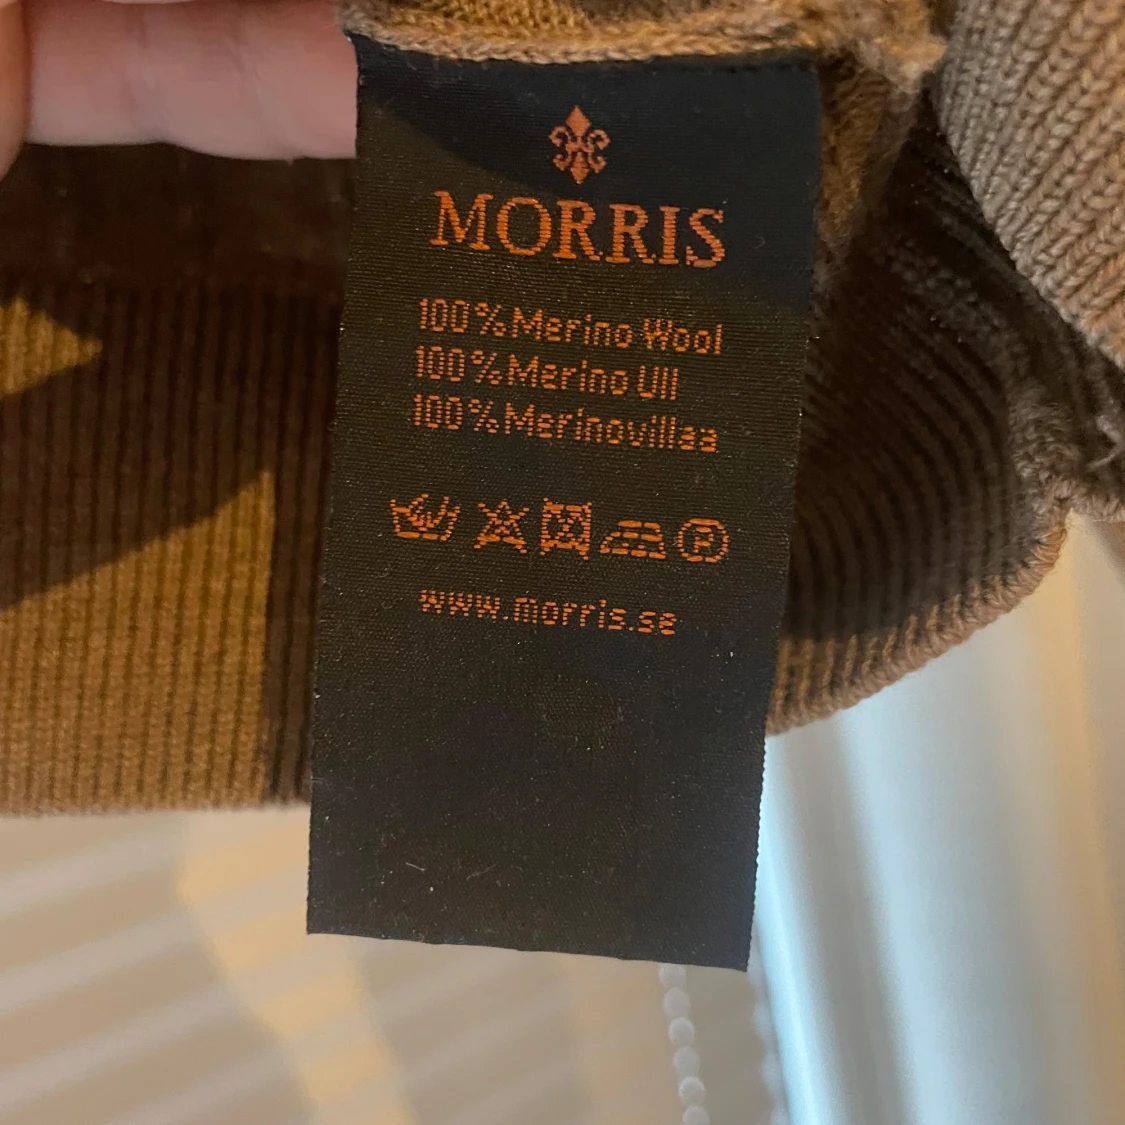 MORRIS
100% Merino Wool
100% Merino Ull
100% Merinovillaa
P
www.morris.se